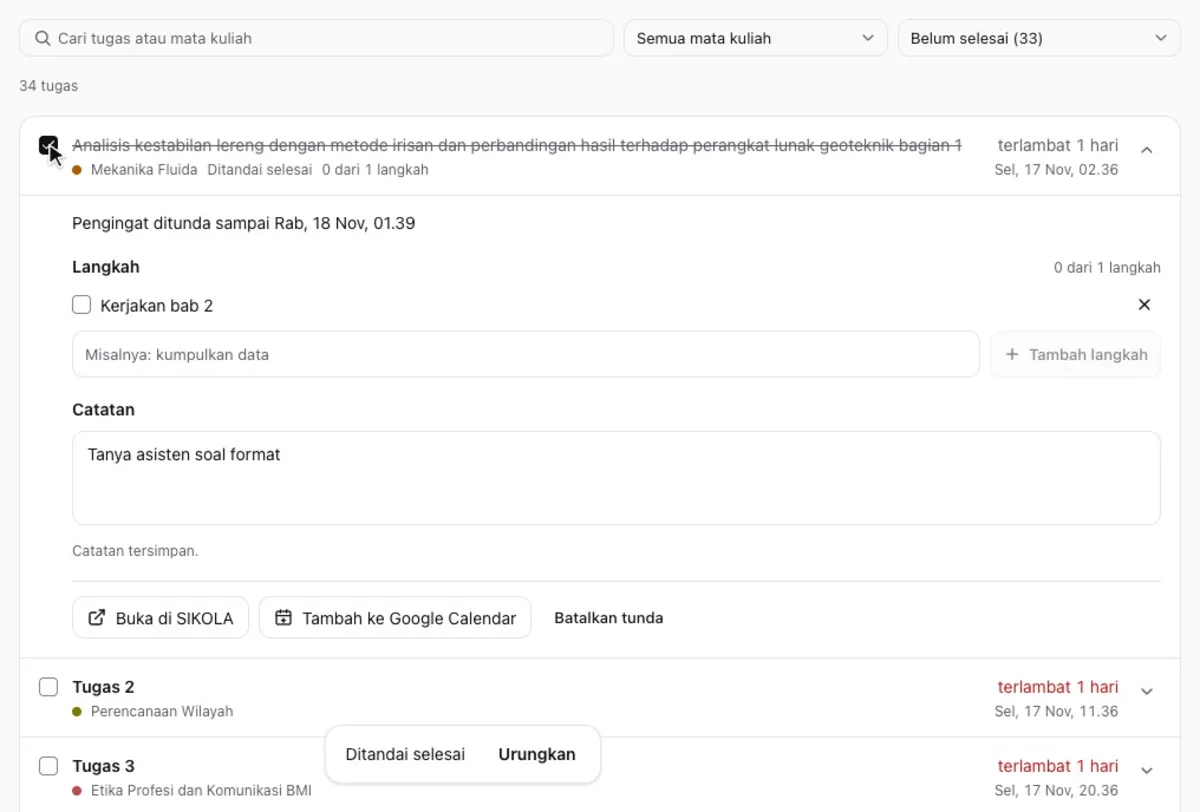 Cari tugas atau mata kuliah
Semua mata kuliah
Belum selesai (33)
34 tugas
Analisis kestabilan lereng dengan metode irisan dan perbandingan hasil terhadap perangkat lunak geoteknik bagian 1
terlambat 1 hari
Mekanika Fluida Ditandai selesai 0 dari 1 langkah
Sel, 17 Nov, 02.36
Pengingat ditunda sampai Rab, 18 Nov, 01.39
Langkah
0 dari 1 langkah
Kerjakan bab 2
Misalnya: kumpulkan data
+ Tambah langkah
Catatan
Tanya asisten soal format
Catatan tersimpan.
Buka di SIKOLA
Tambah ke Google Calendar
Batalkan tunda
Tugas 2
terlambat 1 hari
Perencanaan Wilayah
Sel, 17 Nov, 11.36
Ditandai selesai
Urungkan
Tugas 3
terlambat 1 hari
Etika Profesi dan Komunikasi BMI
Sel, 17 Nov, 20.36